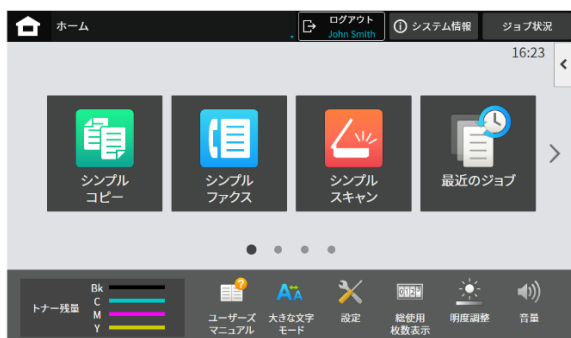 ホーム
ログアウト
John Smith
システム情報
ジョブ状況
16:23
シンプル
コピー
シンプル
ファクス
シンプル
スキャン
最近のジョブ
トナー残量
Bk
C
M
Y
ユーザーズ
マニュアル
大きな文字
モード
設定
総使用
枚数表示
明度調整
音量